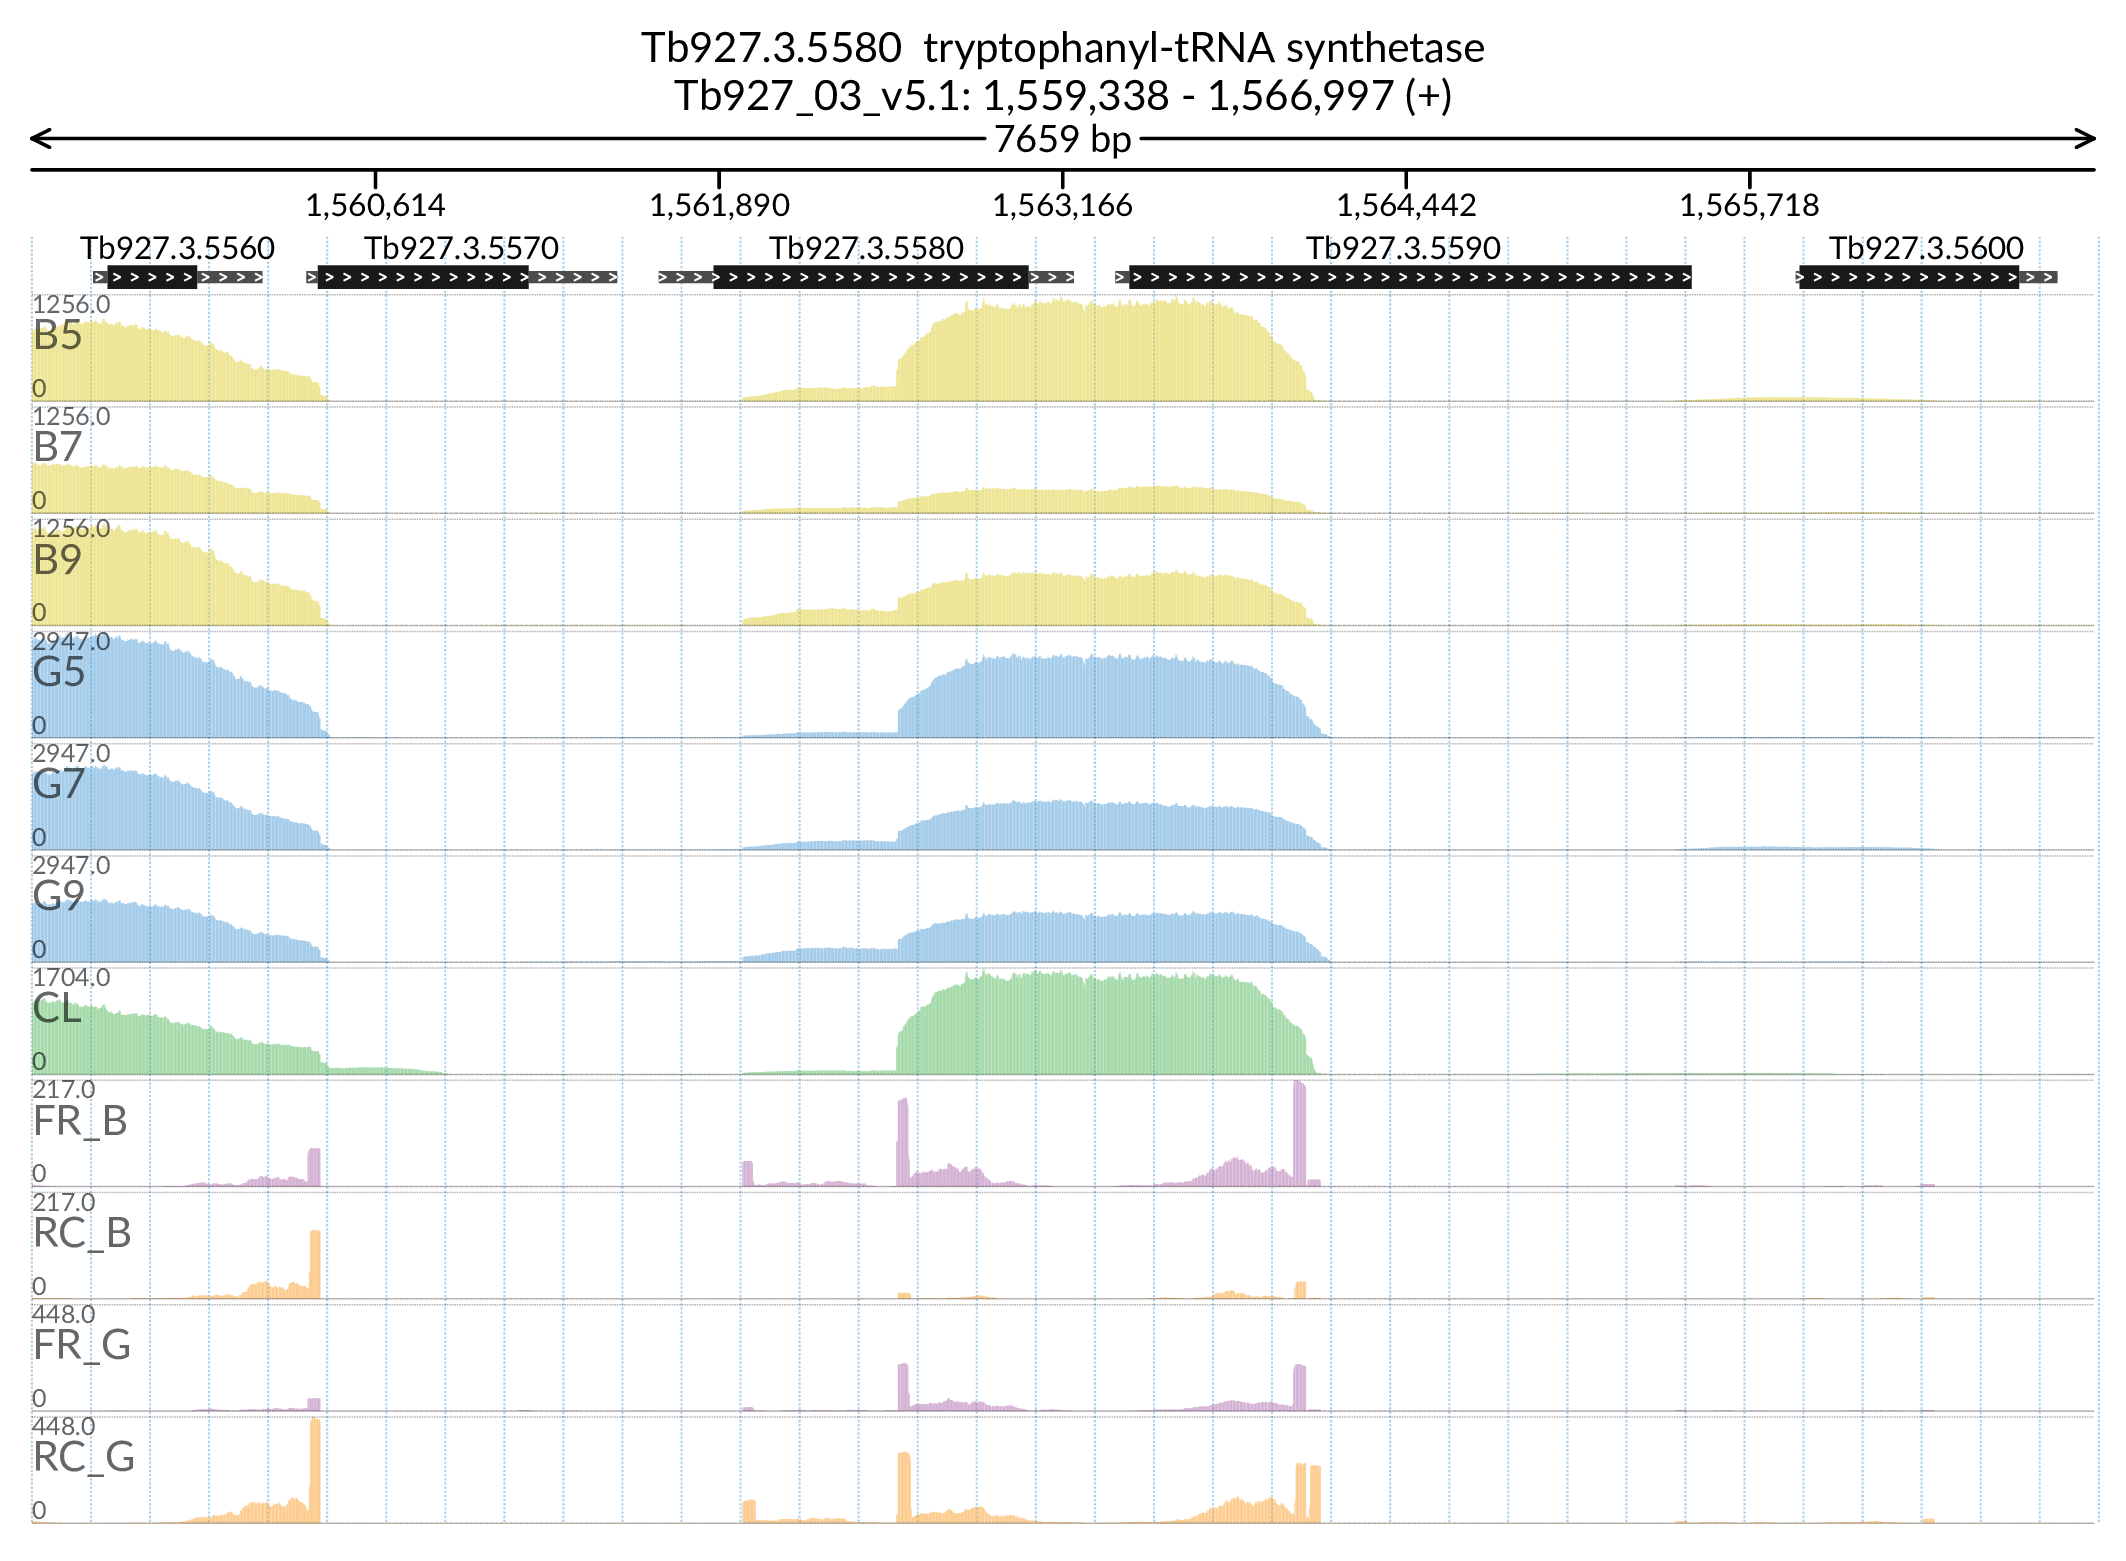 Tb927.3.5580 tryptophanyl-tRNA synthetase
Tb927_03_v5.1: 1,559,338 - 1,566,997 (+)
7659 bp
1,560,614 1,561,890 1,563,166 1,564,442 1,565,718
Tb927.3.5560 Tb927.3.5570 Tb927.3.5580 Tb927.3.5590 Tb927.3.5600
1256.0
B5
0
1256.0
B7
0
1256.0
B9
0
2947.0
G5
0
2947.0
G7
0
2947.0
G9
0
1704.0
CL
0
217.0
FR_B
0
217.0
RC_B
0
448.0
FR_G
0
448.0
RC_G
0